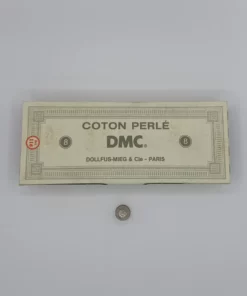 COTON PERLÉ
DMC®
8 8
DOLLFUS-MIEG & Cie - PARIS